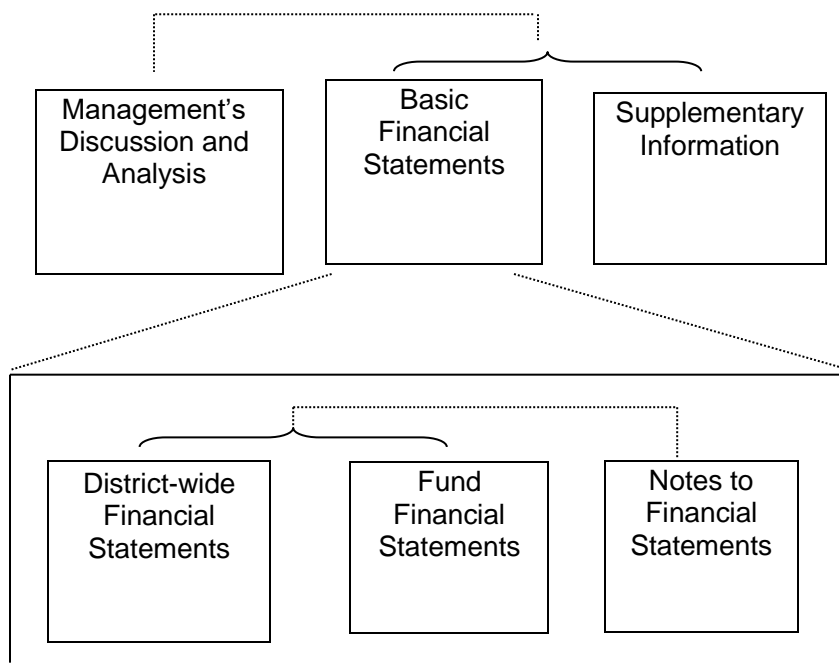 Management’s
Discussion and
Analysis
Basic
Financial
Statements
Supplementary
Information
District-wide
Financial
Statements
Fund
Financial
Statements
Notes to
Financial
Statements